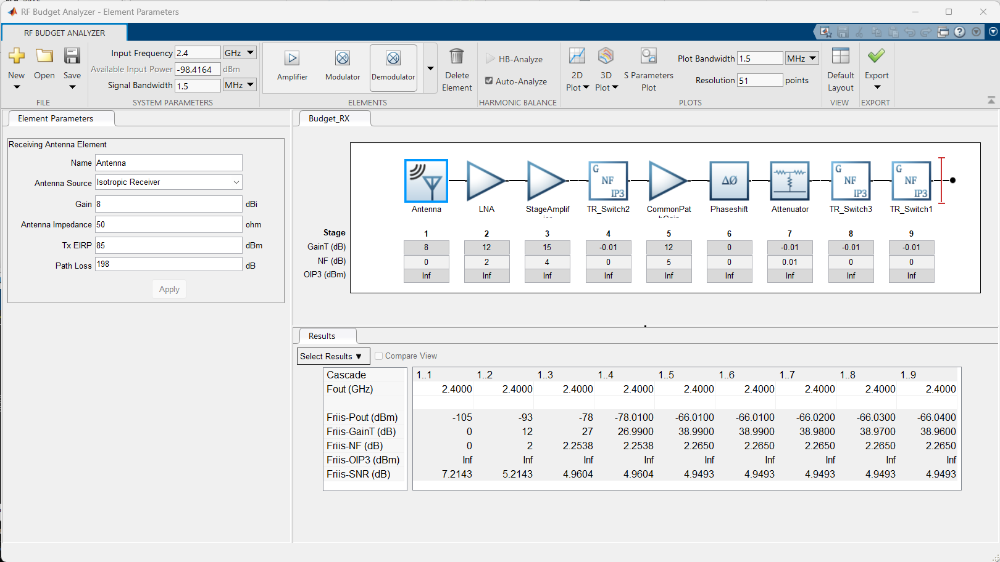 RF Budget Analyzer - Element Parameters
RF BUDGET ANALYZER
New
Open
Save
FILE
Input Frequency 2.4 GHz
Available Input Power -98.4164 dBm
Signal Bandwidth 1.5 MHz
SYSTEM PARAMETERS
Amplifier
Modulator
Demodulator
ELEMENTS
Delete
Element
HB-Analyze
Auto-Analyze
HARMONIC BALANCE
2D
Plot
3D
Plot
S Parameters
Plot
Plot Bandwidth 1.5 MHz
Resolution 51 points
PLOTS
Default
Layout
VIEW
Export
EXPORT
Element Parameters
Receiving Antenna Element
Name Antenna
Antenna Source Isotropic Receiver
Gain 8 dBi
Antenna Impedance 50 ohm
Tx EIRP 85 dBm
Path Loss 198 dB
Apply
Budget_RX
G NF IP3
ΔØ
G NF IP3
G NF IP3
Antenna LNA StageAmplif TR_Switch2 CommonPat Phaseshift Attenuator TR_Switch3 TR_Switch1
Stage 1 2 3 4 5 6 7 8 9
GainT (dB) 8 12 15 -0.01 12 0 -0.01 -0.01 -0.01
NF (dB) 0 2 4 0 5 0 0.01 0 0
OIP3 (dBm) Inf Inf Inf Inf Inf Inf Inf Inf Inf
Results
Select Results ▼ Compare View
Cascade 1..1 1..2 1..3 1..4 1..5 1..6 1..7 1..8 1..9
Fout (GHz) 2.4000 2.4000 2.4000 2.4000 2.4000 2.4000 2.4000 2.4000 2.4000
Friis-Pout (dBm) -105 -93 -78 -78.0100 -66.0100 -66.0100 -66.0200 -66.0300 -66.0400
Friis-GainT (dB) 0 12 27 26.9900 38.9900 38.9900 38.9800 38.9700 38.9600
Friis-NF (dB) 0 2 2.2538 2.2538 2.2650 2.2650 2.2650 2.2650 2.2650
Friis-OIP3 (dBm) Inf Inf Inf Inf Inf Inf Inf Inf Inf
Friis-SNR (dB) 7.2143 5.2143 4.9604 4.9604 4.9493 4.9493 4.9493 4.9493 4.9493